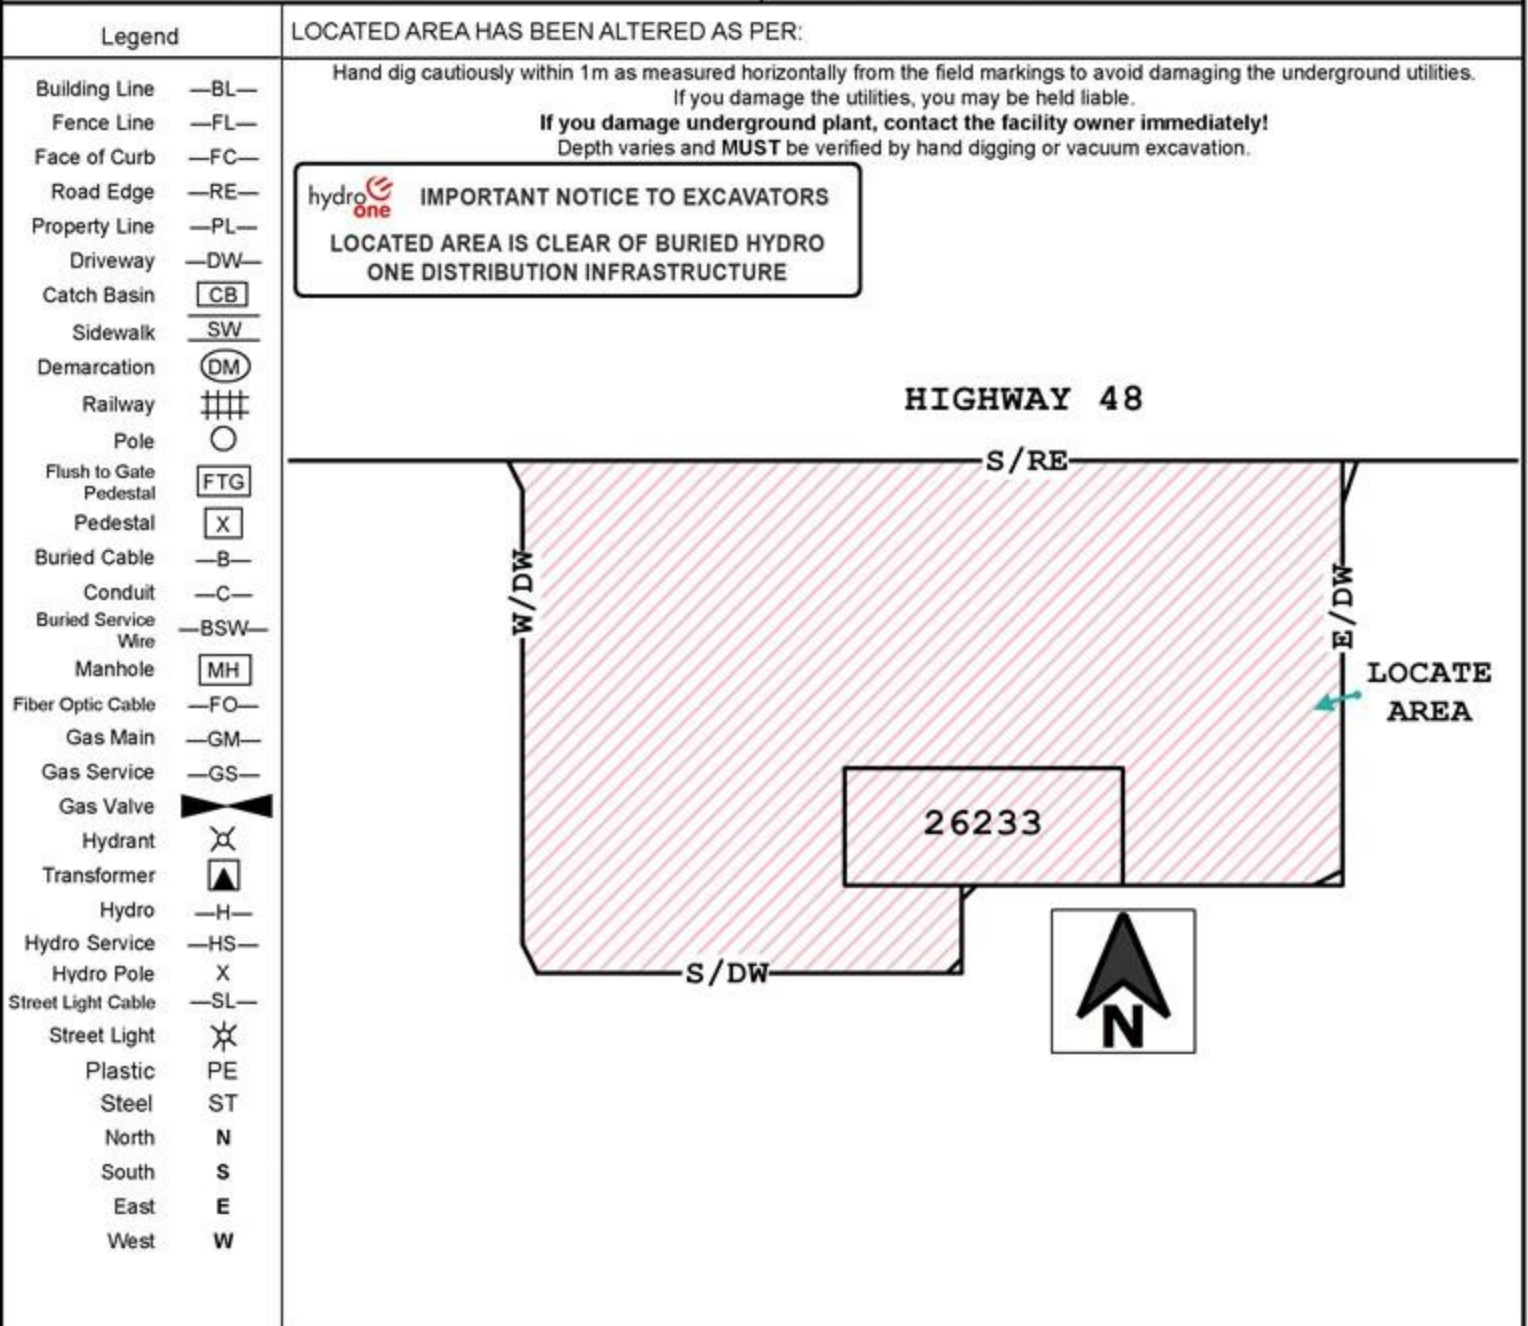 Legend
LOCATED AREA HAS BEEN ALTERED AS PER:
Building Line —BL—
Fence Line —FL—
Face of Curb —FC—
Road Edge —RE—
Property Line —PL—
Driveway —DW—
Catch Basin CB
Sidewalk SW
Demarcation DM
Railway
Pole
Flush to Gate
Pedestal FTG
Pedestal X
Buried Cable —B—
Conduit —C—
Buried Service
Wire —BSW—
Manhole MH
Fiber Optic Cable —FO—
Gas Main —GM—
Gas Service —GS—
Gas Valve
Hydrant
Transformer
Hydro —H—
Hydro Service —HS—
Hydro Pole X
Street Light Cable —SL—
Street Light
Plastic PE
Steel ST
North N
South S
East E
West W
Hand dig cautiously within 1m as measured horizontally from the field markings to avoid damaging the underground utilities.
If you damage the utilities, you may be held liable.
If you damage underground plant, contact the facility owner immediately!
Depth varies and MUST be verified by hand digging or vacuum excavation.
hydro
one
IMPORTANT NOTICE TO EXCAVATORS
LOCATED AREA IS CLEAR OF BURIED HYDRO
ONE DISTRIBUTION INFRASTRUCTURE
HIGHWAY 48
S/RE
W/DW
E/DW
LOCATE
AREA
26233
S/DW
N